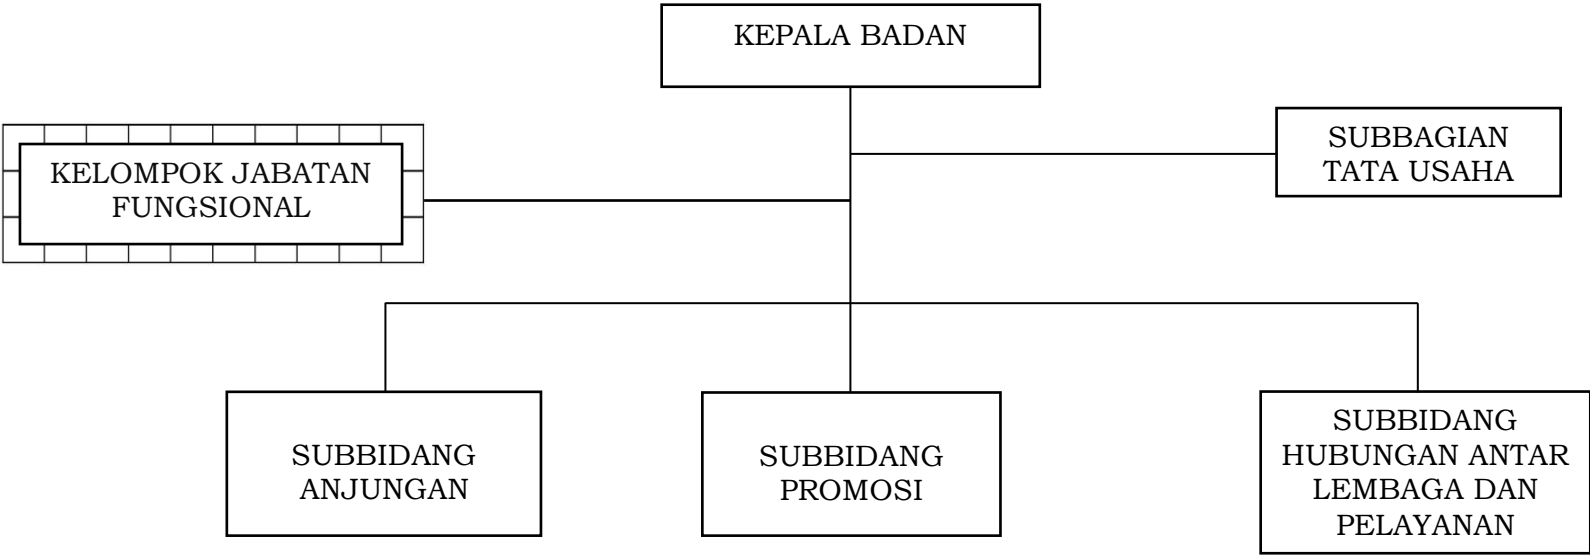 KEPALA BADAN
SUBBAGIAN
TATA USAHA
KELOMPOK JABATAN
FUNGSIONAL
SUBBIDANG
ANJUNGAN
SUBBIDANG
PROMOSI
SUBBIDANG
HUBUNGAN ANTAR
LEMBAGA DAN
PELAYANAN